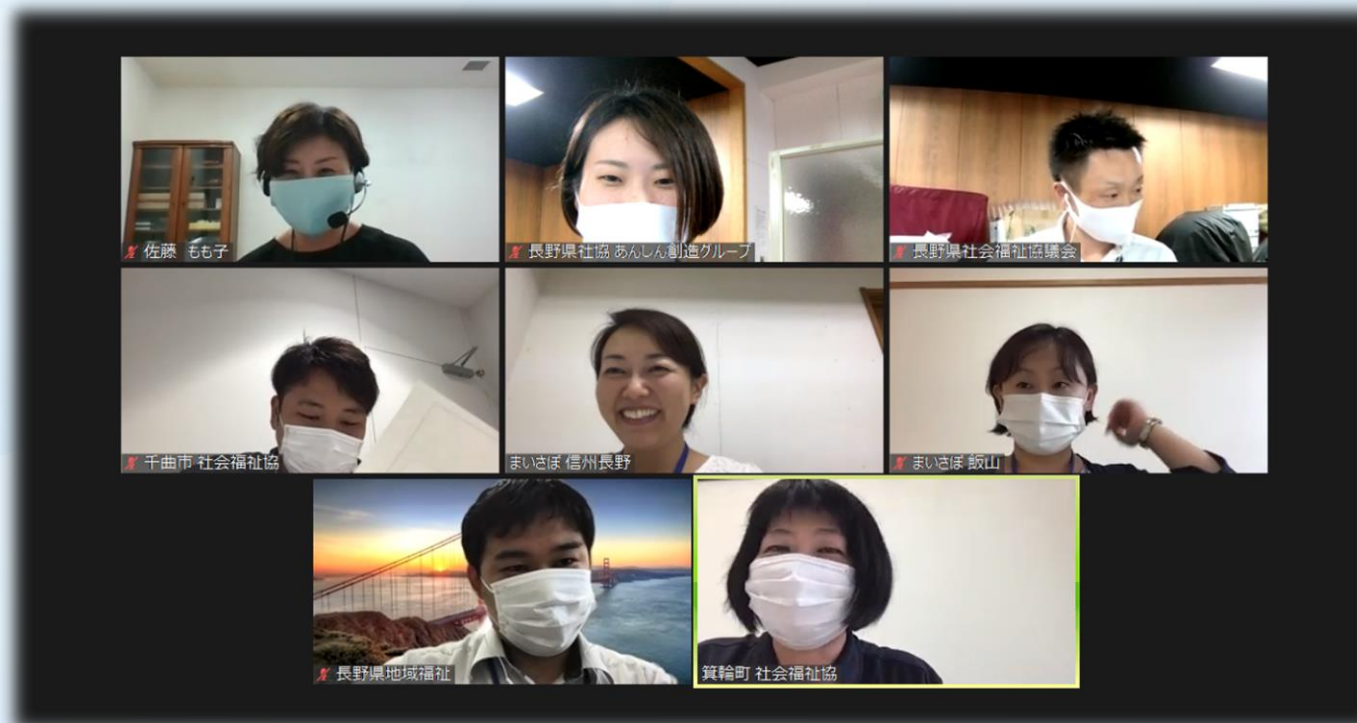 佐藤 もも子
長野県社協 あんしん創造グループ
長野県社会福祉協議会
千曲市 社会福祉協
まいさぽ 信州長野
まいさぽ 飯山
長野県地域福祉
箕輪町 社会福祉協